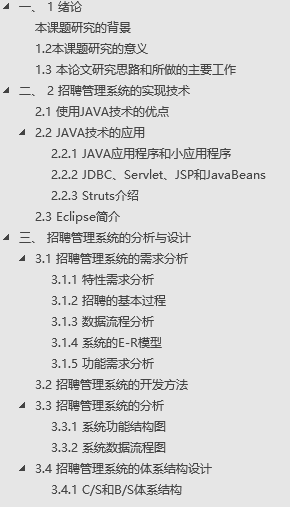 一、 1 绪论
本课题研究的背景
1.2本课题研究的意义
1.3 本论文研究思路和所做的主要工作
二、 2 招聘管理系统的实现技术
2.1 使用JAVA技术的优点
2.2 JAVA技术的应用
2.2.1 JAVA应用程序和小应用程序
2.2.2 JDBC、Servlet、JSP和JavaBeans
2.2.3 Struts介绍
2.3 Eclipse简介
三、 招聘管理系统的分析与设计
3.1 招聘管理系统的需求分析
3.1.1 特性需求分析
3.1.2 招聘的基本过程
3.1.3 数据流程分析
3.1.4 系统的E-R模型
3.1.5 功能需求分析
3.2 招聘管理系统的开发方法
3.3 招聘管理系统的分析
3.3.1 系统功能结构图
3.3.2 系统数据流程图
3.4 招聘管理系统的体系结构设计
3.4.1 C/S和B/S体系结构